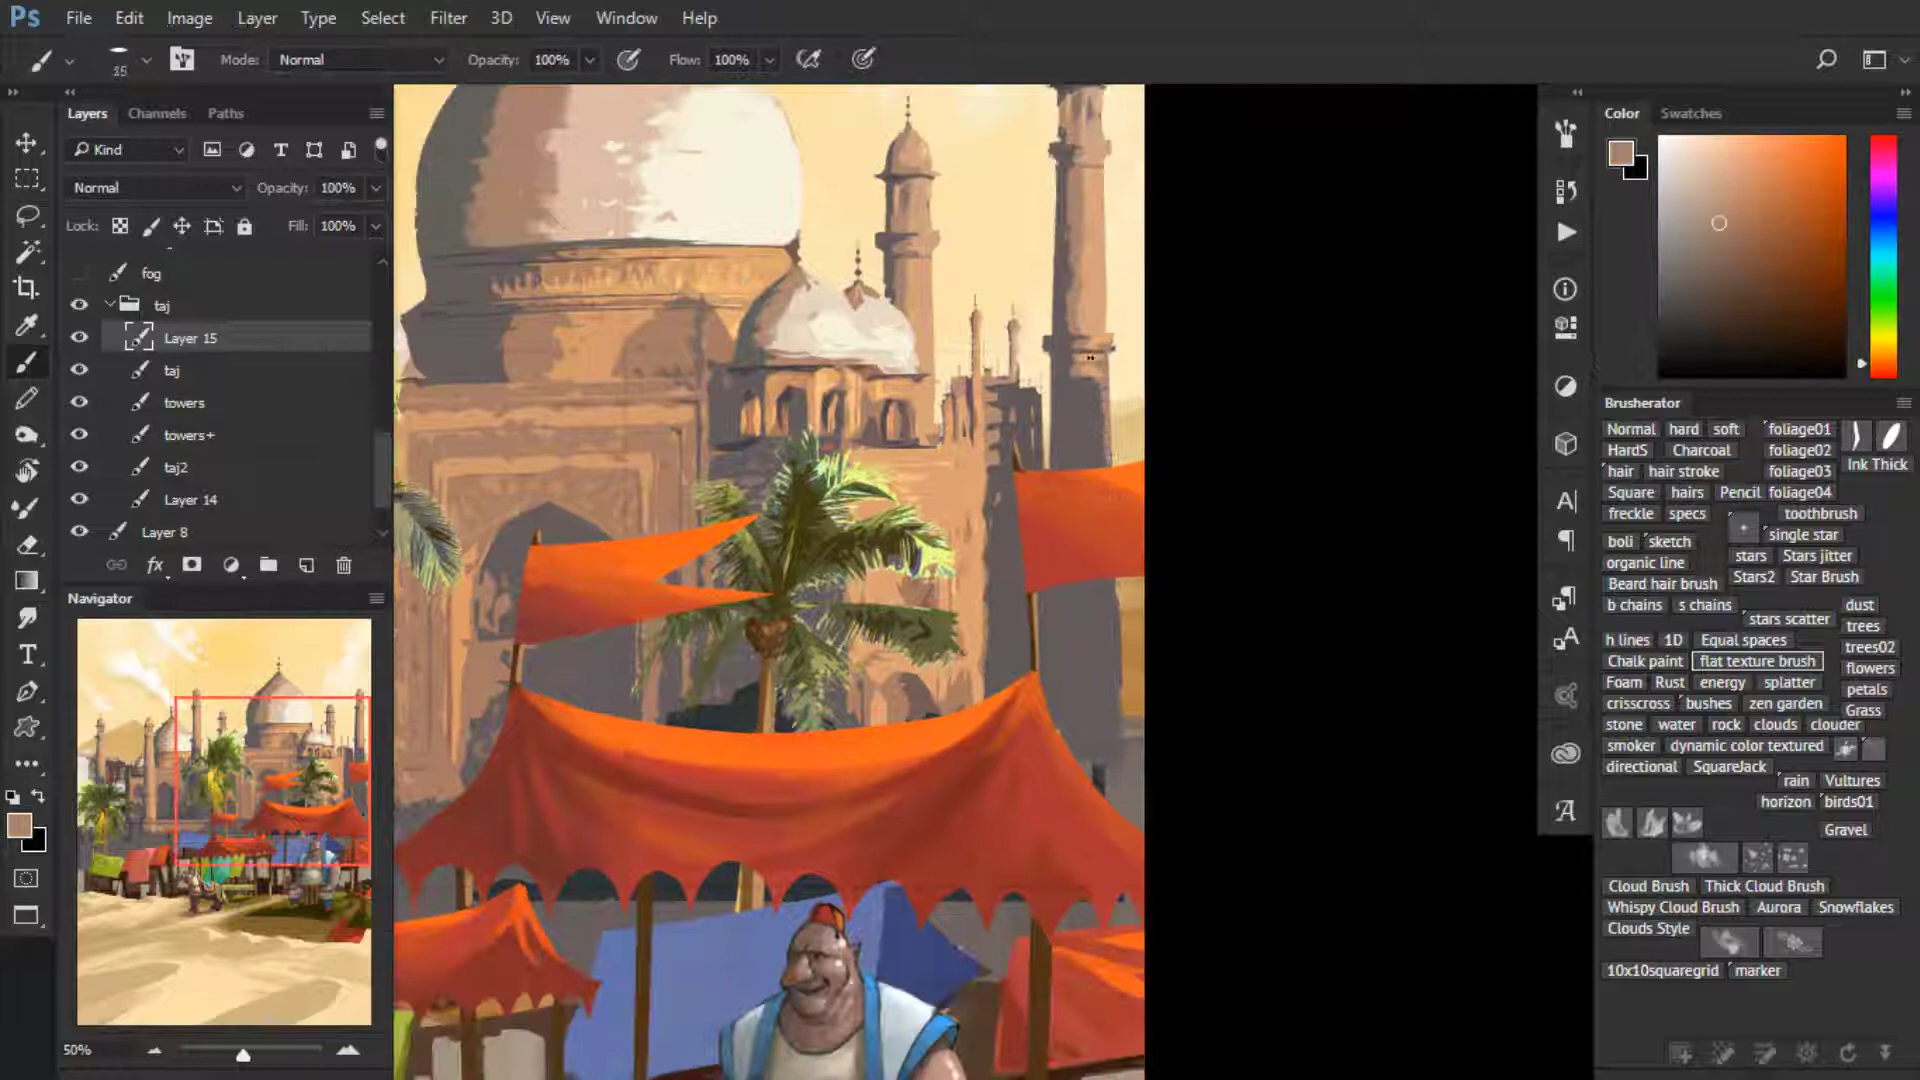 Ps File Edit Image Layer Type Select Filter 3D View Window Help
15 Mode: Normal Opacity: 100% Flow: 100%
Layers Channels Paths
Kind
Normal Opacity: 100%
Lock: Fill: 100%
fog
taj
Layer 15
taj
towers
towers+
taj2
Layer 14
Layer 8
fx
Navigator
50%
Color Swatches
Brusherator
Normal hard soft foliage01
HardS Charcoal foliage02
Ink Thick
hair hair stroke foliage03
Square hairs Pencil foliage04
freckle specs toothbrush
single star
boli sketch
stars Stars jitter
organic line
Stars2 Star Brush
Beard hair brush
b chains s chains dust
stars scatter trees
h lines 1D Equal spaces trees02
Chalk paint flat texture brush flowers
Foam Rust energy splatter petals
crisscross bushes zen garden Grass
stone water rock clouds clouder
smoker dynamic color textured
directional SquareJack
rain Vultures
horizon birds01
Gravel
Cloud Brush Thick Cloud Brush
Whispy Cloud Brush Aurora Snowflakes
Clouds Style
10x10squaregrid marker